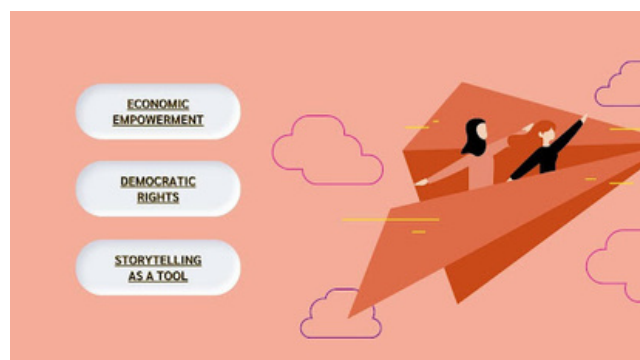 ECONOMIC
EMPOWERMENT
DEMOCRATIC
RIGHTS
STORYTELLING
AS A TOOL